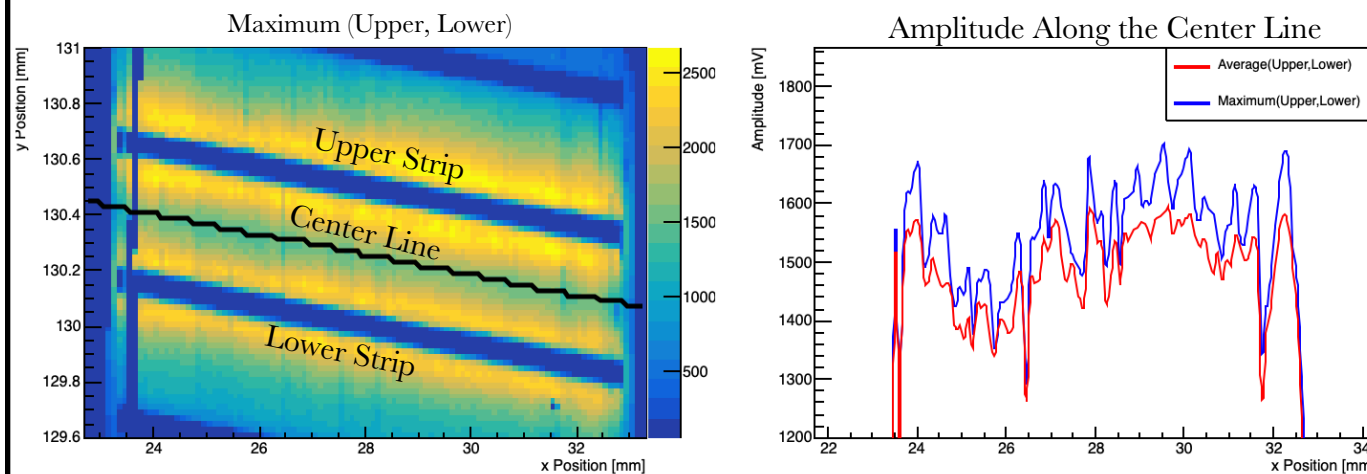 Maximum (Upper, Lower)
y Position [mm]
131
130.8
130.6
130.4
130.2
130
129.8
129.6
Upper Strip
Center Line
Lower Strip
24
26
28
30
32
x Position [mm]
2500
2000
1500
1000
500
Amplitude Along the Center Line
Amplitude [mV]
Average(Upper,Lower)
Maximum(Upper,Lower)
1800
1700
1600
1500
1400
1300
1200
22
24
26
28
30
32
34
x Position [mm]